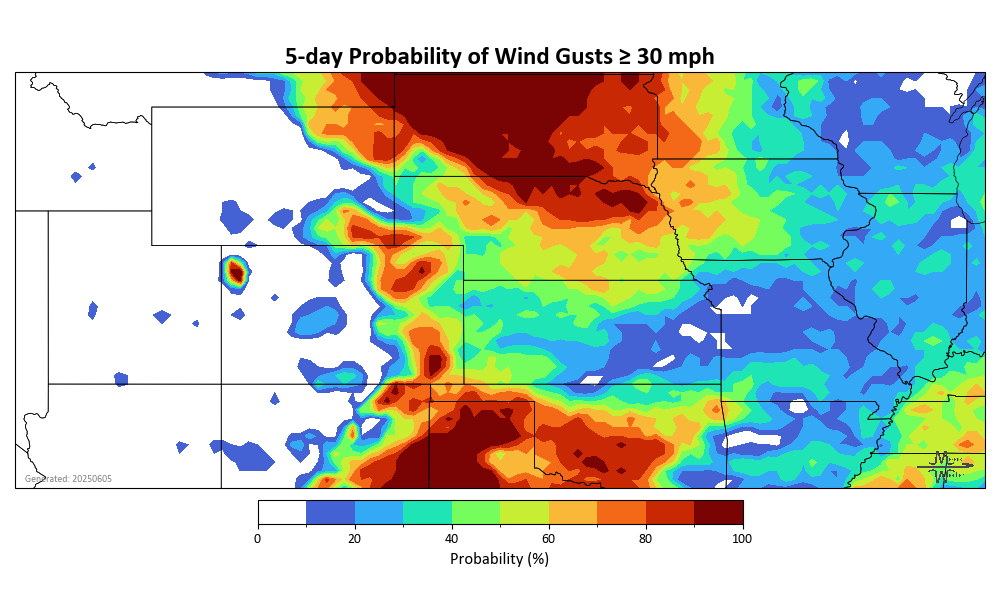 5-day Probability of Wind Gusts ≥ 30 mph
Generated: 20250605
0 20 40 60 80 100
Probability (%)